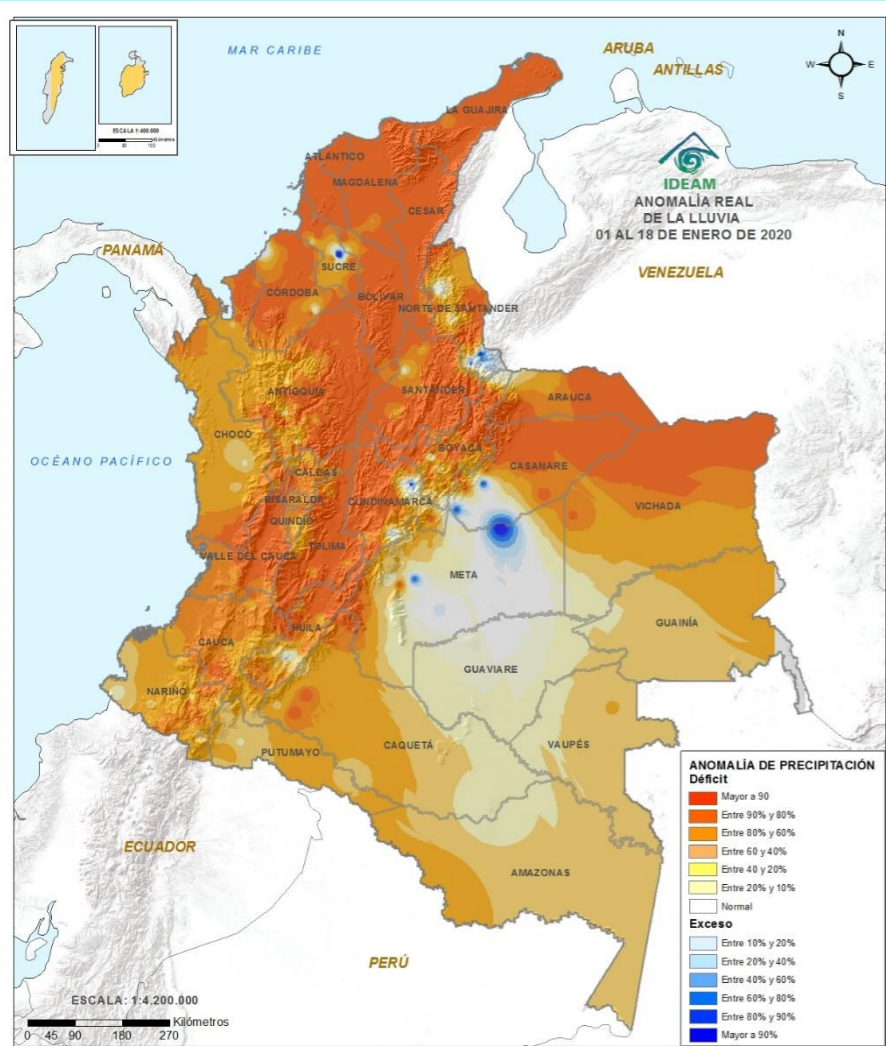 MAR CARIBE
ARUBA
ANTILLAS
N
W
E
S
ESCALA 1:400.000
Kilómetros
LA GUAJIRA
ATLÁNTICO
MAGDALENA
CESAR
IDEAM
ANOMALÍA REAL
DE LA LLUVIA
01 AL 18 DE ENERO DE 2020
PANAMÁ
VENEZUELA
SUCRE
CÓRDOBA
BOLIVAR
NORTE DE SANTANDER
ANTIOQUIA
SANTANDER
ARAUCA
CHOCÓ
BOYACÁ
OCÉANO PACÍFICO
CALDAS
CASANARE
RISARALDA
CUNDINAMARCA
VICHADA
QUINDÍO
TOLIMA
VALLE DEL CAUCA
META
HUILA
CAUCA
GUAINÍA
GUAVIARE
NARIÑO
PUTUMAYO
CAQUETÁ
VAUPÉS
ECUADOR
AMAZONAS
PERÚ
ANOMALÍA DE PRECIPITACIÓN
Déficit
Mayor a 90
Entre 90% y 80%
Entre 80% y 60%
Entre 60 y 40%
Entre 40 y 20%
Entre 20% y 10%
Normal
Exceso
Entre 10% y 20%
Entre 20% y 40%
Entre 40% y 60%
Entre 60% y 80%
Entre 80% y 90%
Mayor a 90%
ESCALA: 1:4.200.000
Kilómetros
0 45 90 180 270